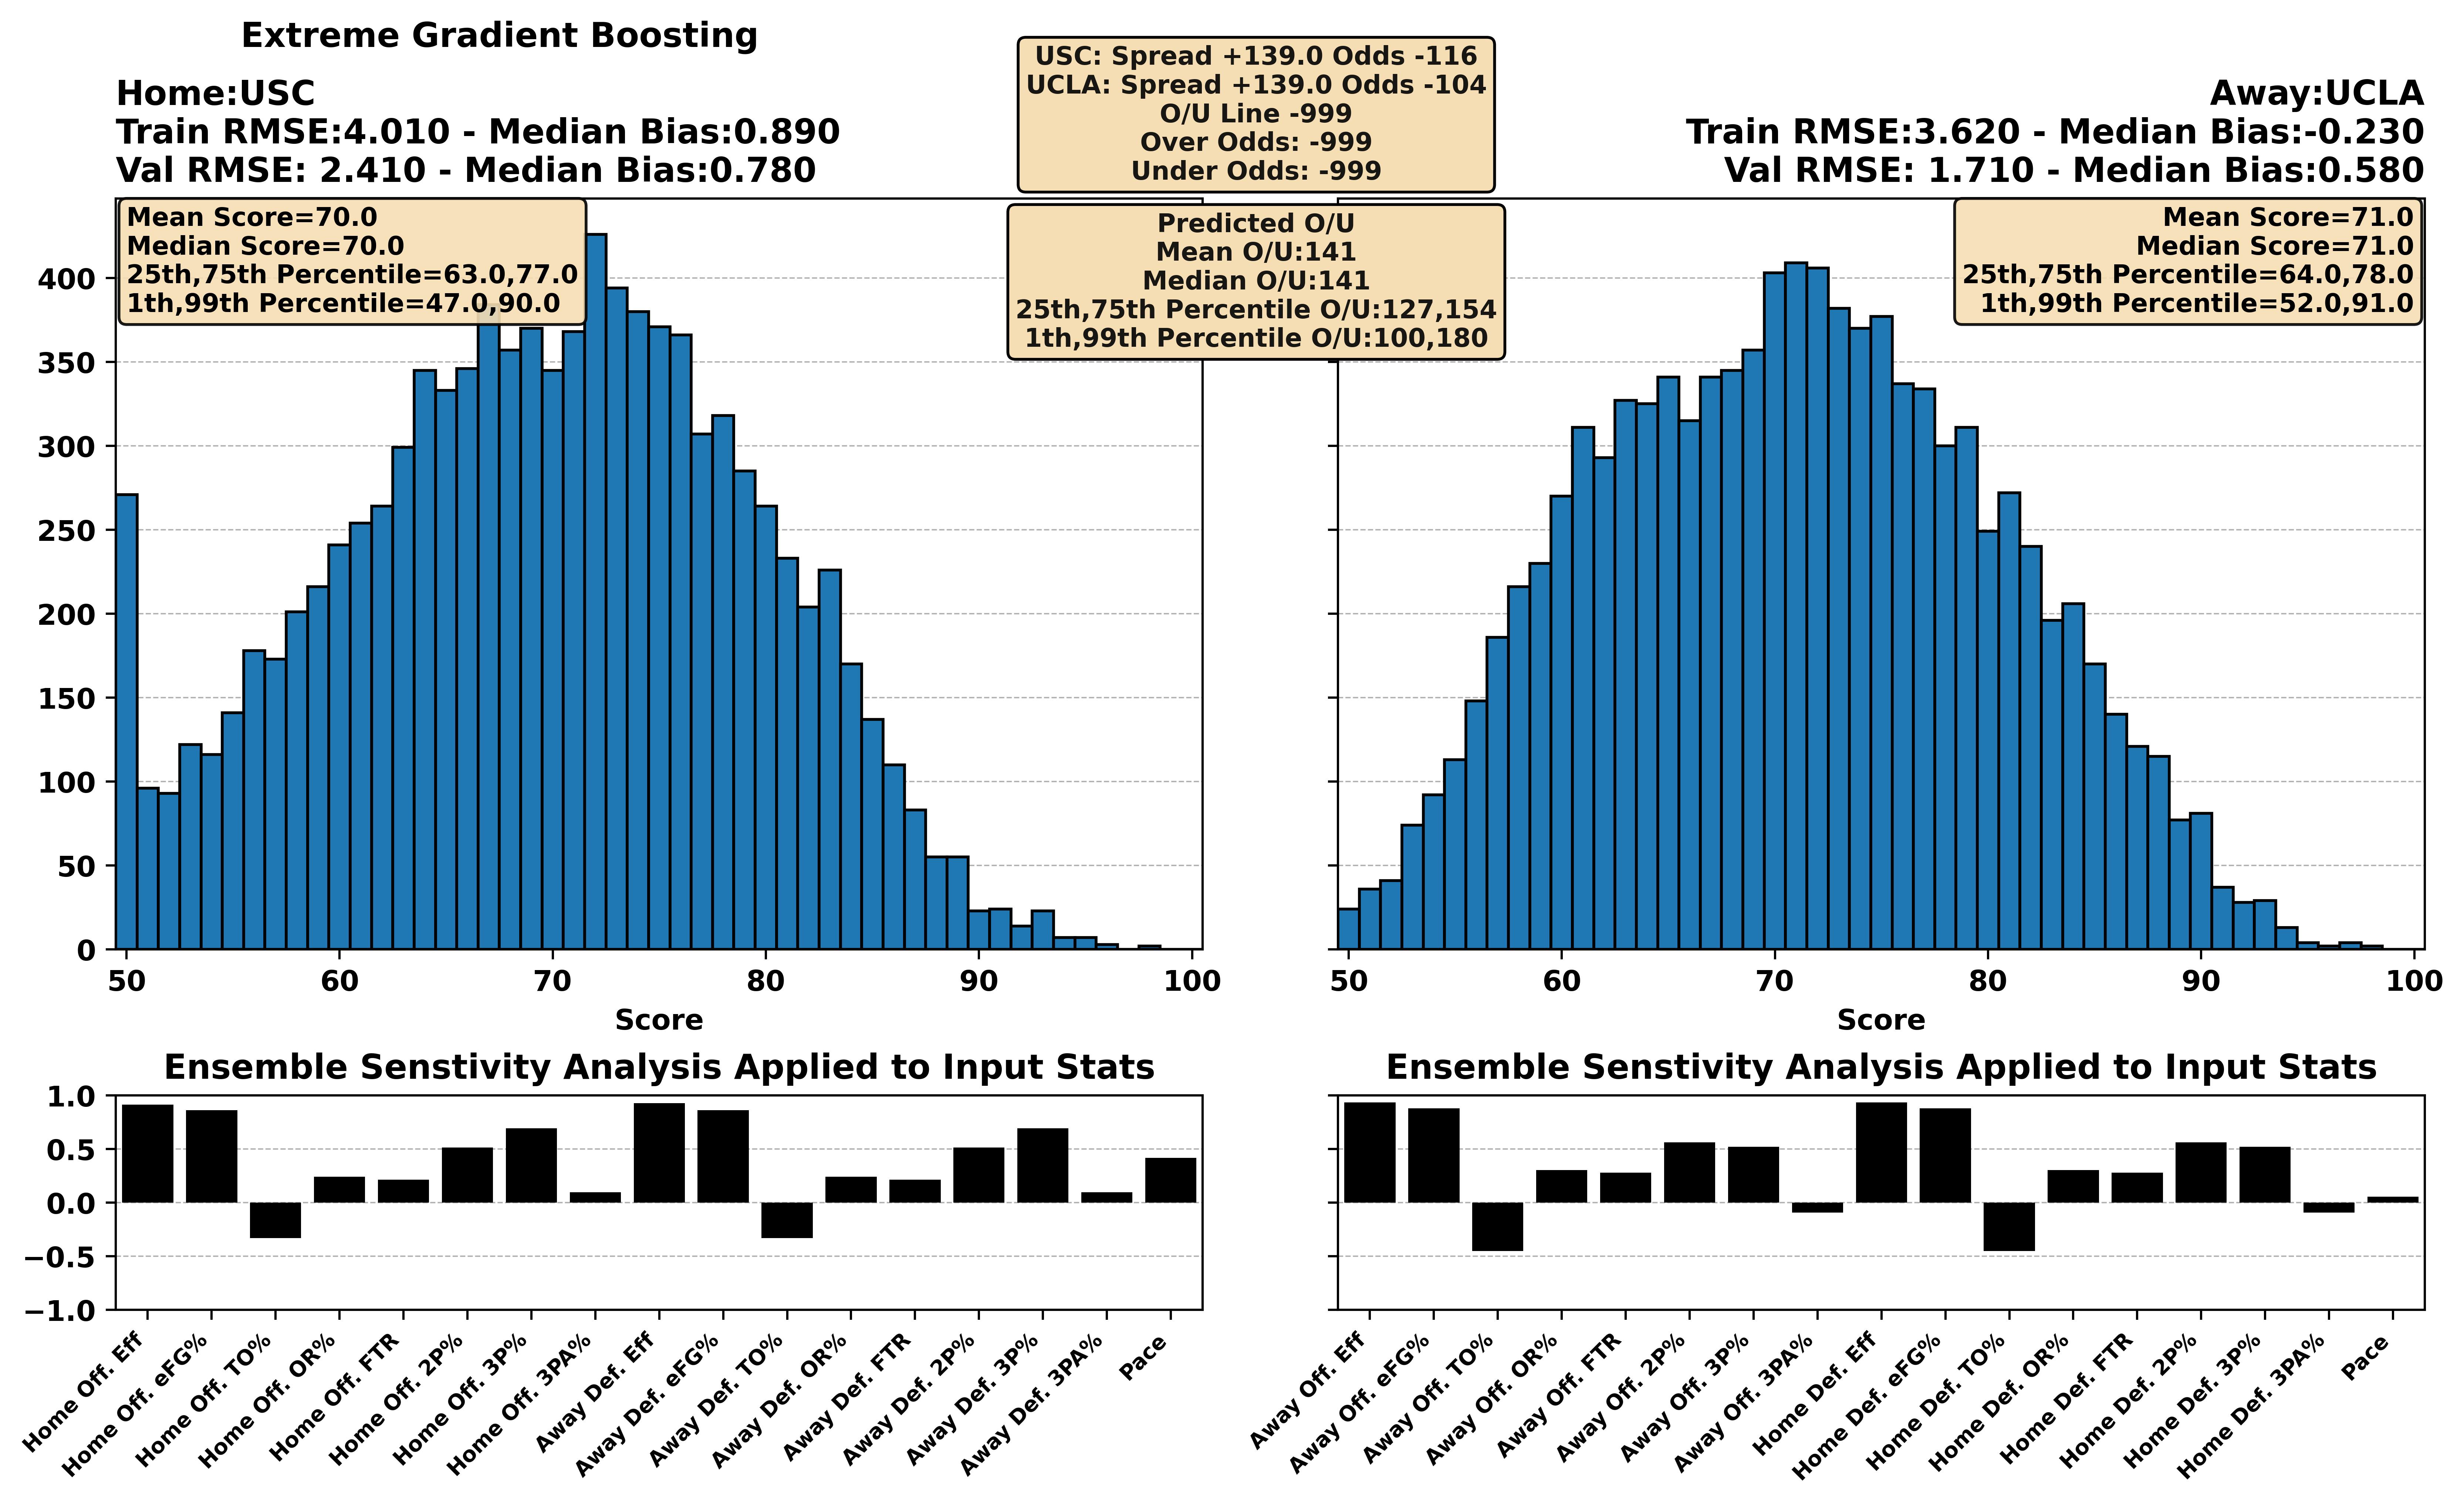 Extreme Gradient Boosting
Home:USC
Train RMSE:4.010 - Median Bias:0.890
Val RMSE: 2.410 - Median Bias:0.780
USC: Spread +139.0 Odds -116
UCLA: Spread +139.0 Odds -104
O/U Line -999
Over Odds: -999
Under Odds: -999
Away:UCLA
Train RMSE:3.620 - Median Bias:-0.230
Val RMSE: 1.710 - Median Bias:0.580
Mean Score=70.0
Median Score=70.0
25th,75th Percentile=63.0,77.0
1th,99th Percentile=47.0,90.0
Predicted O/U
Mean O/U:141
Median O/U:141
25th,75th Percentile O/U:127,154
1th,99th Percentile O/U:100,180
Mean Score=71.0
Median Score=71.0
25th,75th Percentile=64.0,78.0
1th,99th Percentile=52.0,91.0
400
350
300
250
200
150
100
50
0
50 60 70 80 90 100
Score
50 60 70 80 90 100
Score
Ensemble Senstivity Analysis Applied to Input Stats
1.0
0.5
0.0
−0.5
−1.0
Home Off. Eff
Home Off. eFG%
Home Off. TO%
Home Off. OR%
Home Off. FTR
Home Off. 2P%
Home Off. 3P%
Home Off. 3PA%
Away Def. Eff
Away Def. eFG%
Away Def. TO%
Away Def. OR%
Away Def. FTR
Away Def. 2P%
Away Def. 3P%
Away Def. 3PA%
Pace
Ensemble Senstivity Analysis Applied to Input Stats
Away Off. Eff
Away Off. eFG%
Away Off. TO%
Away Off. OR%
Away Off. FTR
Away Off. 2P%
Away Off. 3P%
Away Off. 3PA%
Home Def. Eff
Home Def. eFG%
Home Def. TO%
Home Def. OR%
Home Def. FTR
Home Def. 2P%
Home Def. 3P%
Home Def. 3PA%
Pace